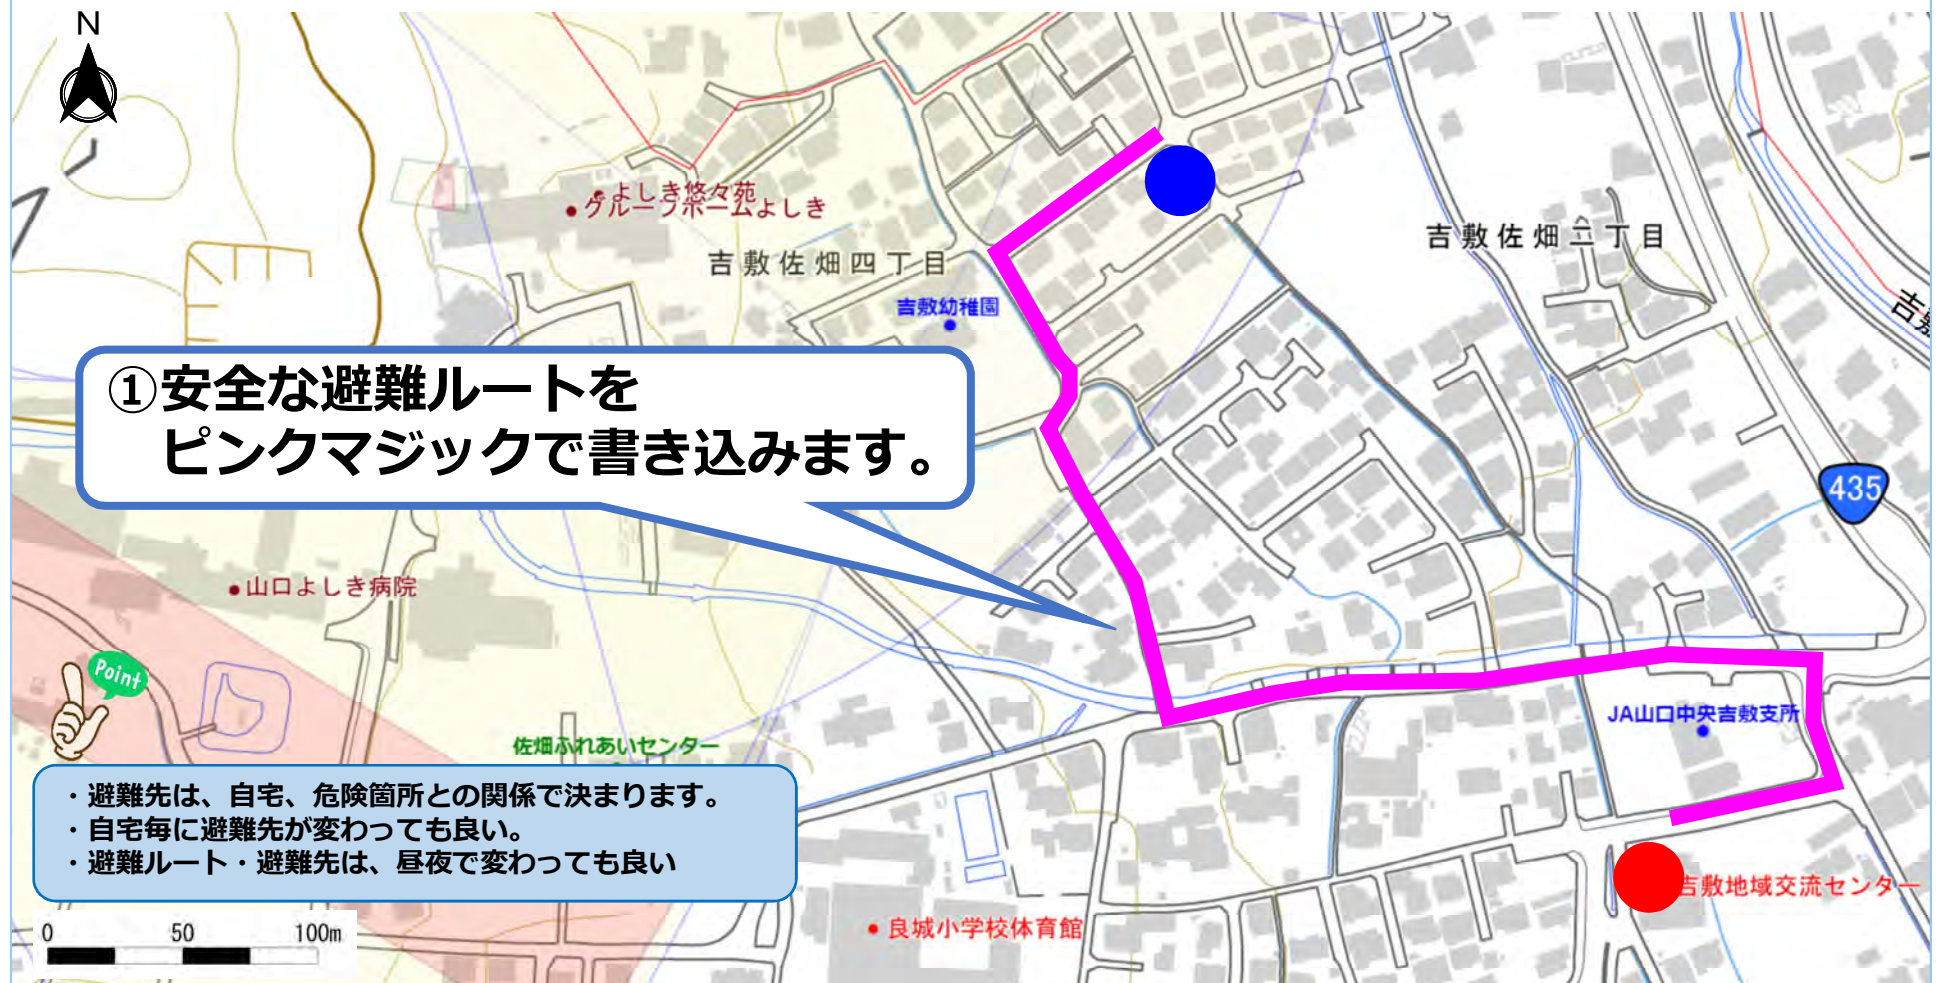 N
よしき悠々苑
グループホームよしき
吉敷佐畑四丁目
吉敷佐畑二丁目
吉敷幼稚園
①安全な避難ルートを
ピンクマジックで書き込みます。
435
山口よしき病院
Point
JA山口中央吉敷支所
佐畑ふれあいセンター
・避難先は、自宅、危険箇所との関係で決まります。
・自宅毎に避難先が変わっても良い。
・避難ルート・避難先は、昼夜で変わっても良い
吉敷地域交流センター
良城小学校体育館
0 50 100m